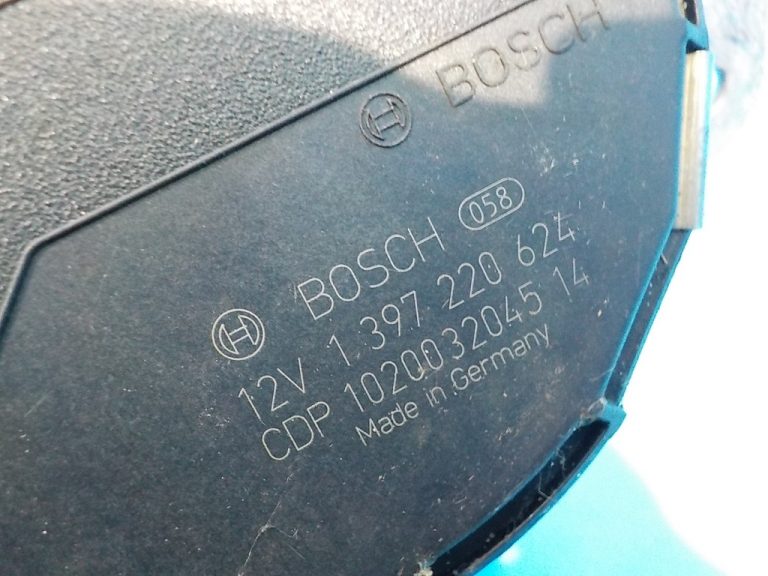 BOSCH
BOSCH 058
12V 1 397 220 624
CDP 1020032045 14
Made in Germany